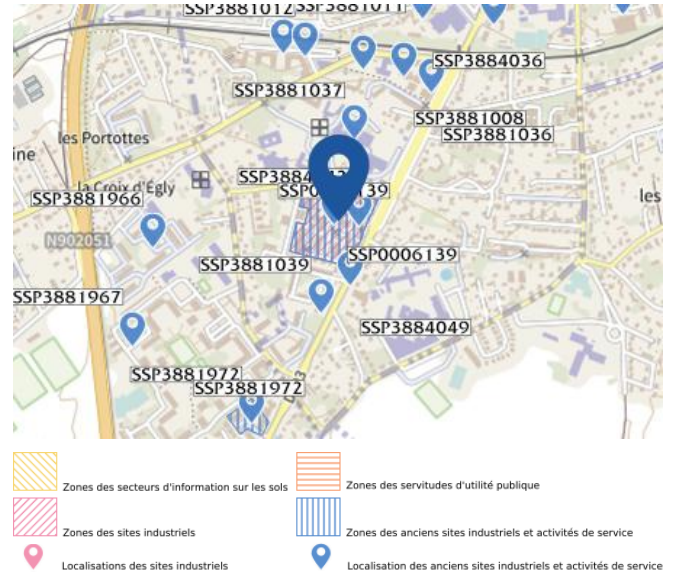 SSP3881012
SSP3881011
SSP3884036
SSP3881037
SSP3881008
SSP3881036
les Portottes
ine
la Croix d'Égly
SSP3881966
les
N902051
SSP3881039
SSP0006139
SSP3881967
SSP3884049
SSP3881972
SSP3881972
Zones des secteurs d'information sur les sols
Zones des servitudes d'utilité publique
Zones des sites industriels
Zones des anciens sites industriels et activités de service
Localisations des sites industriels
Localisation des anciens sites industriels et activités de service